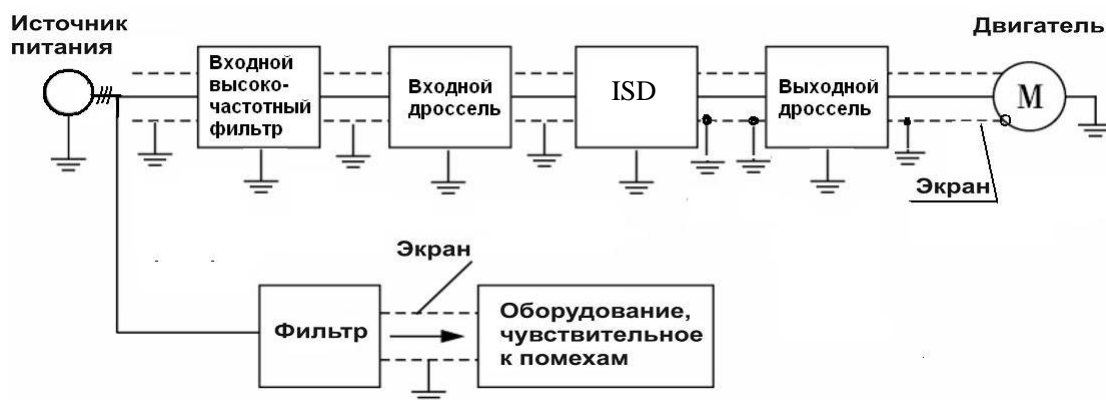 Источник
питания
Двигатель
Входной
высоко-
частотный
фильтр
Входной
дроссель
ISD
Выходной
дроссель
М
Экран
Экран
Фильтр
Оборудование,
чувствительное
к помехам